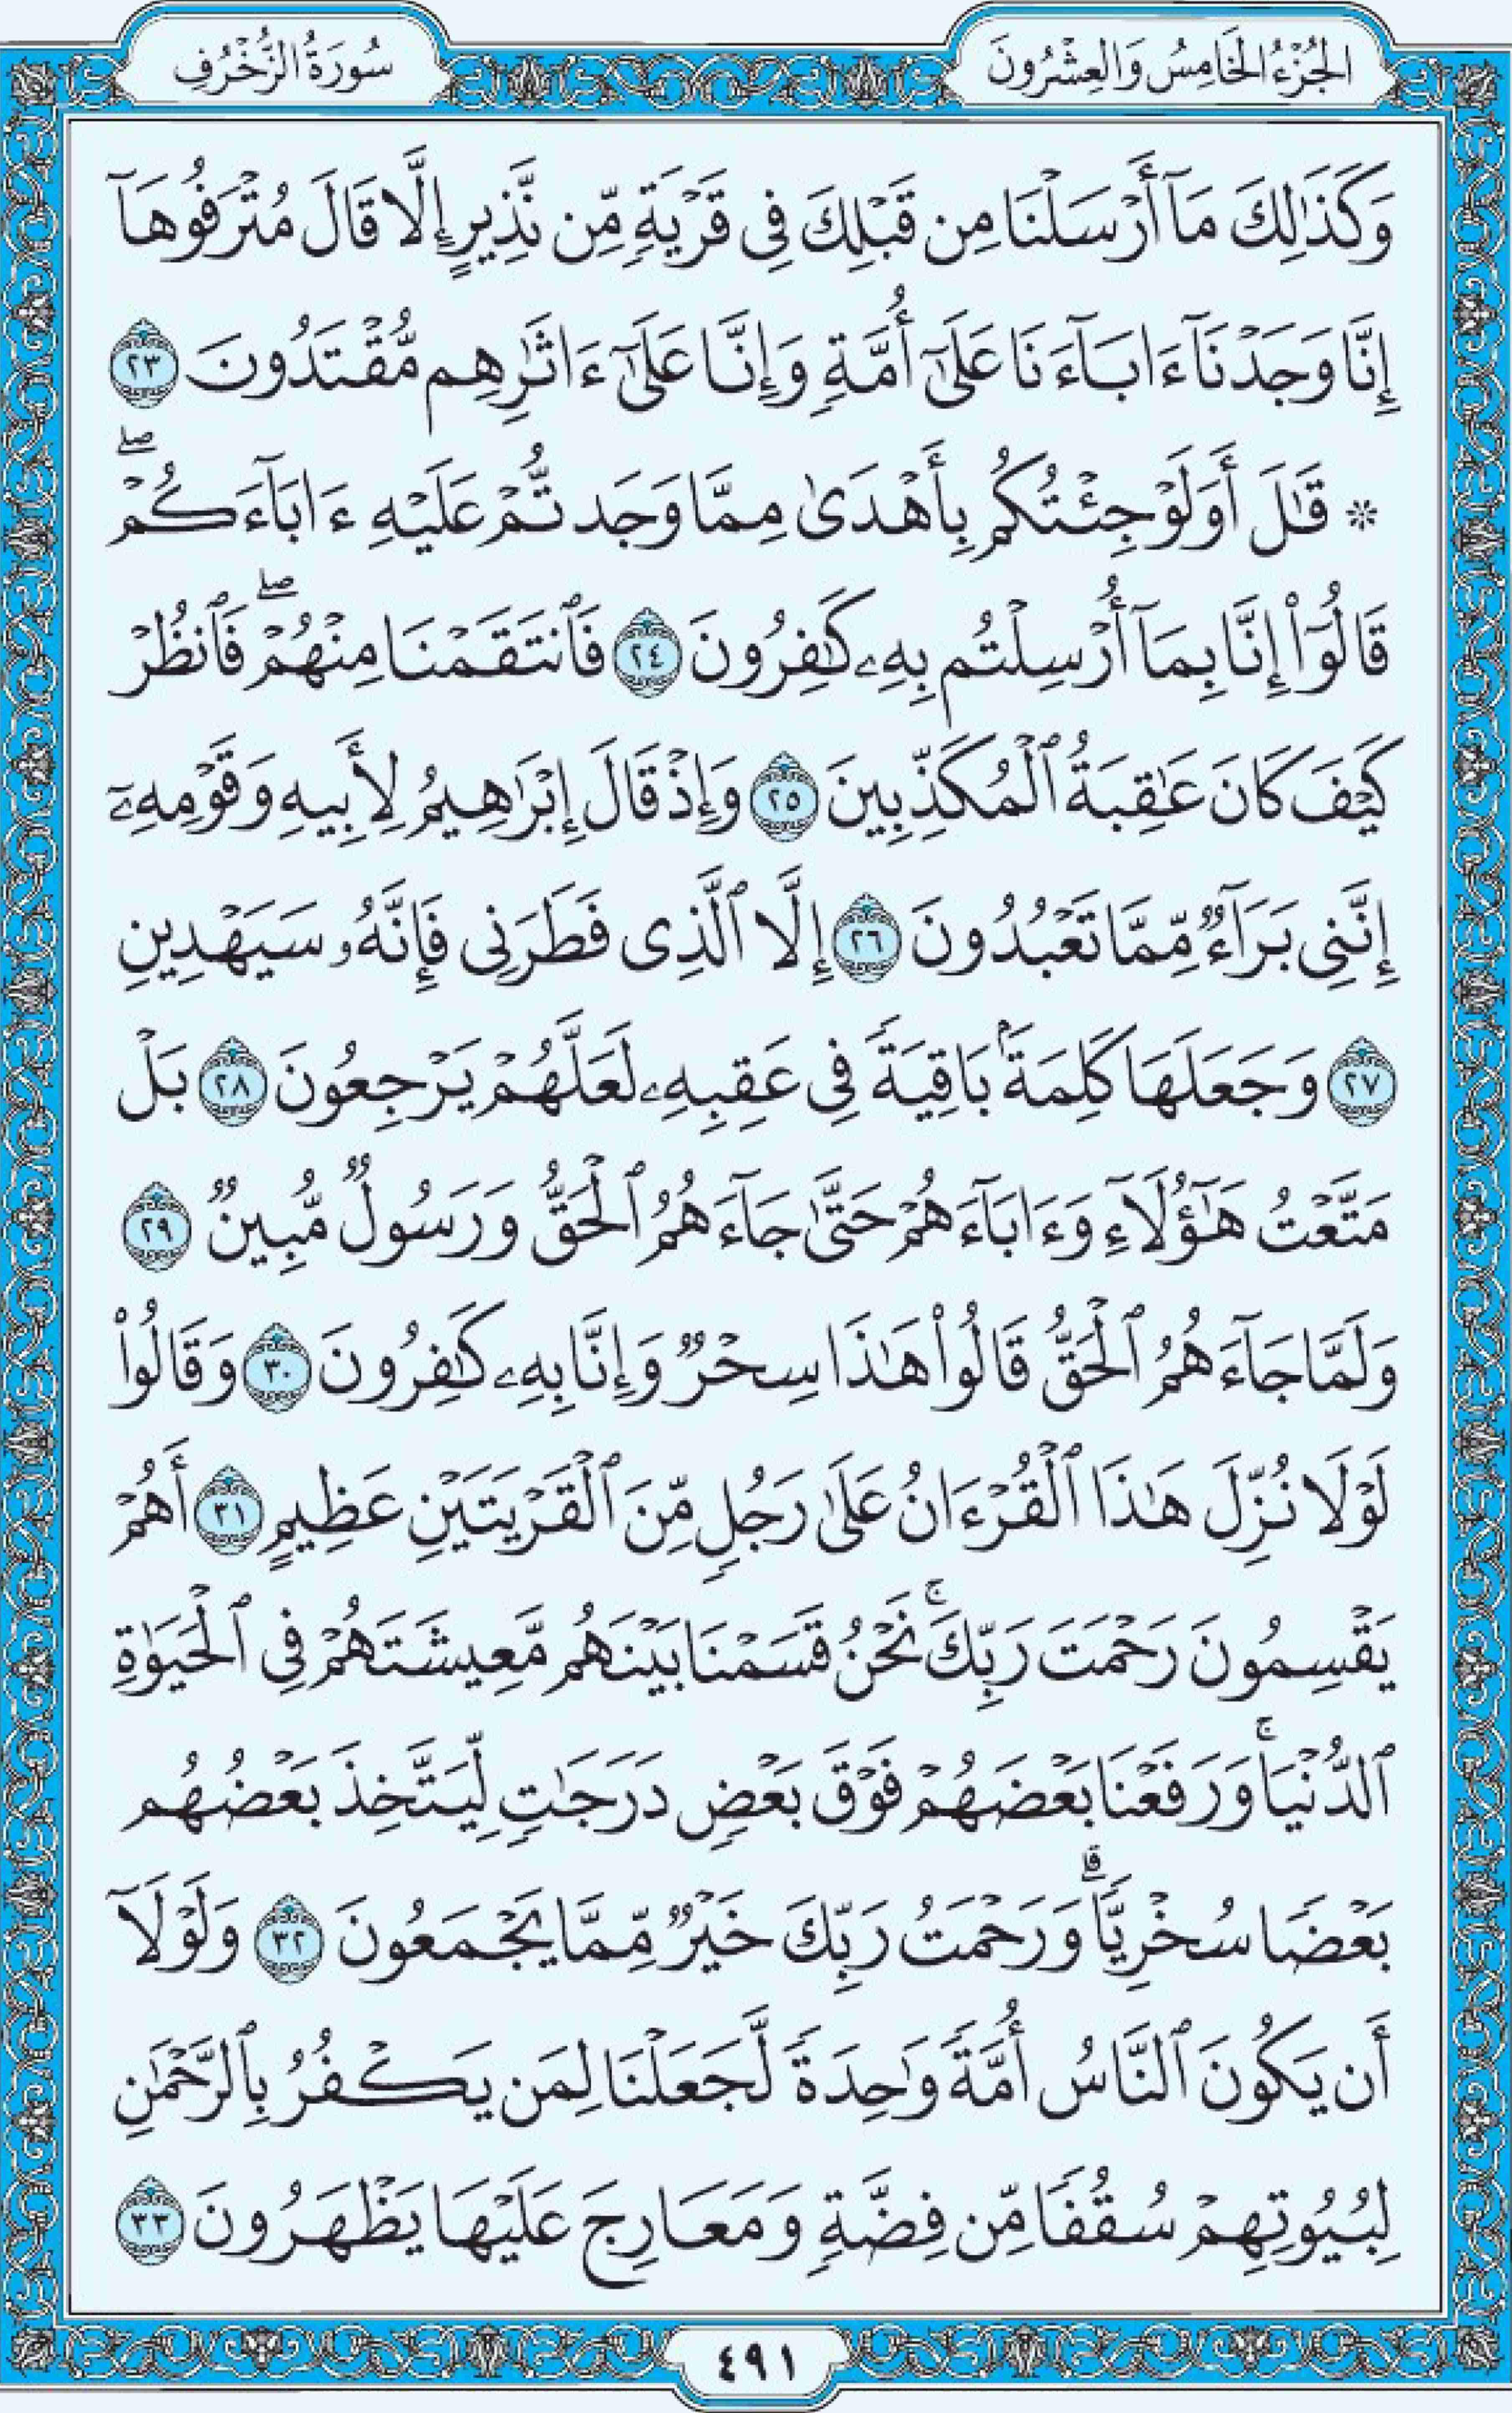 الجُزْءُ الخَامِسُ وَالعِشْرُونَ
سُورَةُ الزُّخْرُفِ
وَكَذَٰلِكَ مَآ أَرْسَلْنَا مِن قَبْلِكَ فِى قَرْيَةٍ مِّن نَّذِيرٍ إِلَّا قَالَ مُتْرَفُوهَآ
إِنَّا وَجَدْنَآ ءَابَآءَنَا عَلَىٰٓ أُمَّةٍ وَإِنَّا عَلَىٰٓ ءَاثَٰرِهِم مُّقْتَدُونَ ٢٣
۞ قَٰلَ أَوَلَوْ جِئْتُكُم بِأَهْدَىٰ مِمَّا وَجَدتُّمْ عَلَيْهِ ءَابَآءَكُمْۖ
قَالُوٓا۟ إِنَّا بِمَآ أُرْسِلْتُم بِهِۦ كَٰفِرُونَ ٢٤ فَٱنتَقَمْنَا مِنْهُمْۖ فَٱنظُرْ
كَيْفَ كَانَ عَٰقِبَةُ ٱلْمُكَذِّبِينَ ٢٥ وَإِذْ قَالَ إِبْرَٰهِيمُ لِأَبِيهِ وَقَوْمِهِۦٓ
إِنَّنِى بَرَآءٌ مِّمَّا تَعْبُدُونَ ٢٦ إِلَّا ٱلَّذِى فَطَرَنِى فَإِنَّهُۥ سَيَهْدِينِ
٢٧ وَجَعَلَهَا كَلِمَةًۢ بَاقِيَةً فِى عَقِبِهِۦ لَعَلَّهُمْ يَرْجِعُونَ ٢٨ بَلْ
مَتَّعْتُ هَٰٓؤُلَآءِ وَءَابَآءَهُمْ حَتَّىٰ جَآءَهُمُ ٱلْحَقُّ وَرَسُولٌ مُّبِينٌ ٢٩
وَلَمَّا جَآءَهُمُ ٱلْحَقُّ قَالُوا۟ هَٰذَا سِحْرٌ وَإِنَّا بِهِۦ كَٰفِرُونَ ٣٠ وَقَالُوا۟
لَوْلَا نُزِّلَ هَٰذَا ٱلْقُرْءَانُ عَلَىٰ رَجُلٍ مِّنَ ٱلْقَرْيَتَيْنِ عَظِيمٍ ٣١ أَهُمْ
يَقْسِمُونَ رَحْمَتَ رَبِّكَۚ نَحْنُ قَسَمْنَا بَيْنَهُم مَّعِيشَتَهُمْ فِى ٱلْحَيَوٰةِ
ٱلدُّنْيَاۚ وَرَفَعْنَا بَعْضَهُمْ فَوْقَ بَعْضٍ دَرَجَٰتٍ لِّيَتَّخِذَ بَعْضُهُم
بَعْضًا سُخْرِيًّاۗ وَرَحْمَتُ رَبِّكَ خَيْرٌ مِّمَّا يَجْمَعُونَ ٣٢ وَلَوْلَآ
أَن يَكُونَ ٱلنَّاسُ أُمَّةً وَٰحِدَةً لَّجَعَلْنَا لِمَن يَكْفُرُ بِٱلرَّحْمَٰنِ
لِبُيُوتِهِمْ سُقُفًا مِّن فِضَّةٍ وَمَعَارِجَ عَلَيْهَا يَظْهَرُونَ ٣٣
٤٩١